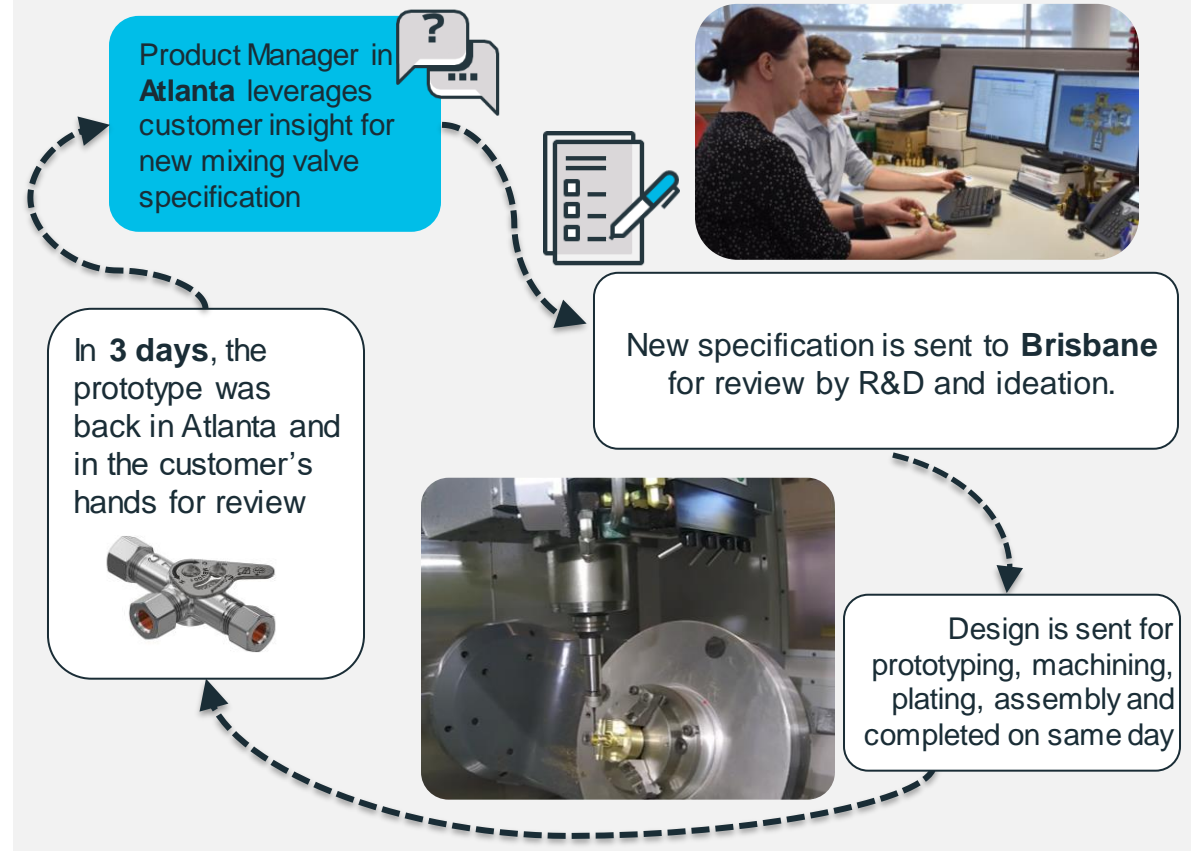 ?
...
Product Manager in
Atlanta leverages
customer insight for
new mixing valve
specification
New specification is sent to Brisbane
for review by R&D and ideation.
In 3 days, the
prototype was
back in Atlanta and
in the customer's
hands for review
Design is sent for
prototyping, machining,
plating, assembly and
completed on same day